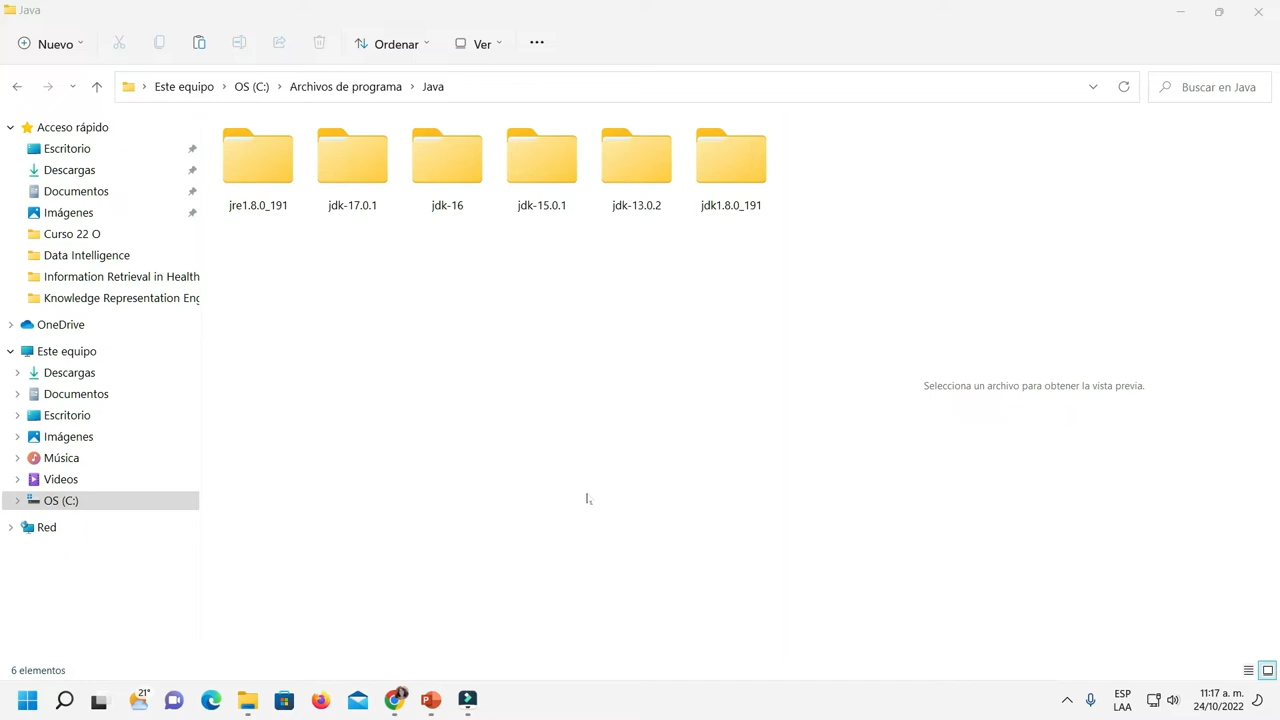 Java
Nuevo
Ordenar
Ver
Este equipo
OS (C:)
Archivos de programa
Java
Buscar en Java
Acceso rápido
Escritorio
Descargas
Documentos
Imágenes
Curso 22 O
Data Intelligence
Information Retrieval in Health
Knowledge Representation Eng
OneDrive
Este equipo
Descargas
Documentos
Escritorio
Imágenes
Música
Videos
OS (C:)
Red
jre1.8.0_191
jdk-17.0.1
jdk-16
jdk-15.0.1
jdk-13.0.2
jdk1.8.0_191
Selecciona un archivo para obtener la vista previa.
6 elementos
21°
ESP
LAA
11:17 a. m.
24/10/2022